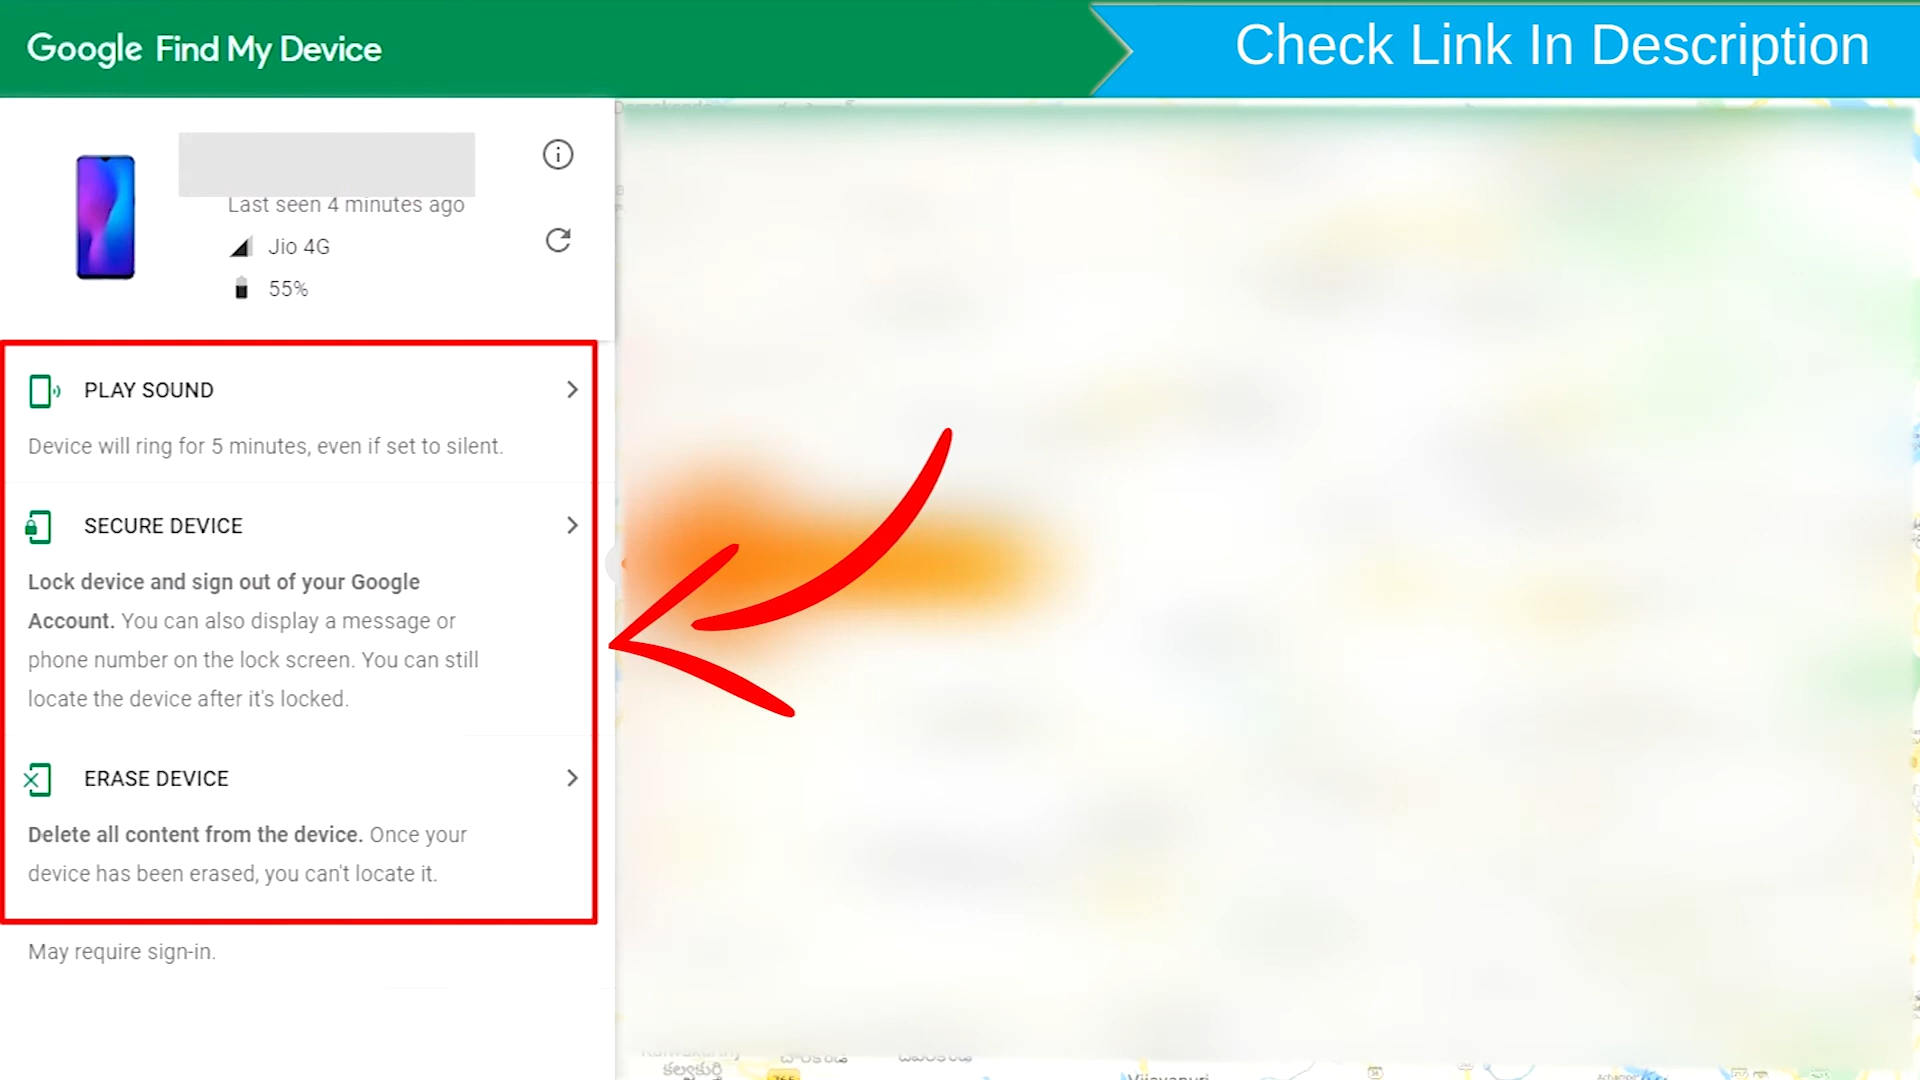 Google Find My Device
Check Link In Description
Last seen 4 minutes ago
Jio 4G
55%
PLAY SOUND
Device will ring for 5 minutes, even if set to silent.
SECURE DEVICE
Lock device and sign out of your Google
Account. You can also display a message or
phone number on the lock screen. You can still
locate the device after it's locked.
ERASE DEVICE
Delete all content from the device. Once your
device has been erased, you can't locate it.
May require sign-in.